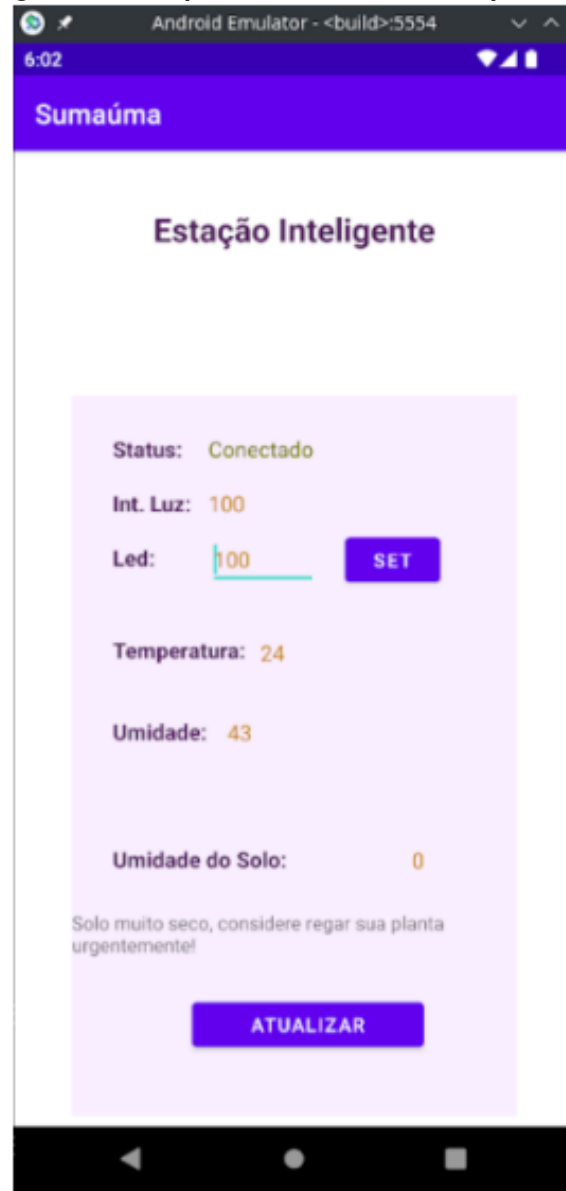 Android Emulator - <build>:5554
6:02
Sumaúma
Estação Inteligente
Status: Conectado
Int. Luz: 100
Led: 100 SET
Temperatura: 24
Umidade: 43
Umidade do Solo: 0
Solo muito seco, considere regar sua planta
urgentemente!
ATUALIZAR